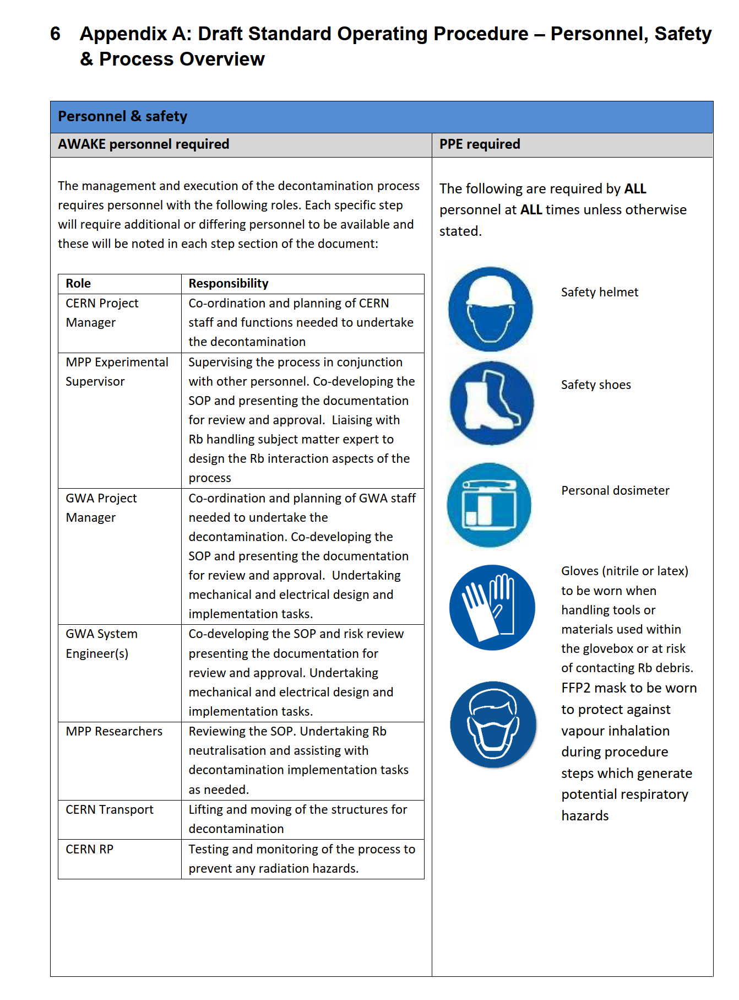 6 Appendix A: Draft Standard Operating Procedure – Personnel, Safety
& Process Overview
Personnel & safety
AWAKE personnel required
The management and execution of the decontamination process
requires personnel with the following roles. Each specific step
will require additional or differing personnel to be available and
these will be noted in each step section of the document:
Role Responsibility
CERN Project
Manager
Co-ordination and planning of CERN
staff and functions needed to undertake
the decontamination
MPP Experimental
Supervisor
Supervising the process in conjunction
with other personnel. Co-developing the
SOP and presenting the documentation
for review and approval.  Liaising with
Rb handling subject matter expert to
design the Rb interaction aspects of the
process
GWA Project
Manager
Co-ordination and planning of GWA staff
needed to undertake the
decontamination. Co-developing the
SOP and presenting the documentation
for review and approval.  Undertaking
mechanical and electrical design and
implementation tasks.
GWA System
Engineer(s)
Co-developing the SOP and risk review
presenting the documentation for
review and approval. Undertaking
mechanical and electrical design and
implementation tasks.
MPP Researchers
Reviewing the SOP. Undertaking Rb
neutralisation and assisting with
decontamination implementation tasks
as needed.
CERN Transport
Lifting and moving of the structures for
decontamination
CERN RP
Testing and monitoring of the process to
prevent any radiation hazards.
PPE required
The following are required by ALL
personnel at ALL times unless otherwise
stated.
Safety helmet
Safety shoes
Personal dosimeter
Gloves (nitrile or latex)
to be worn when
handling tools or
materials used within
the glovebox or at risk
of contacting Rb debris.
FFP2 mask to be worn
to protect against
vapour inhalation
during procedure
steps which generate
potential respiratory
hazards